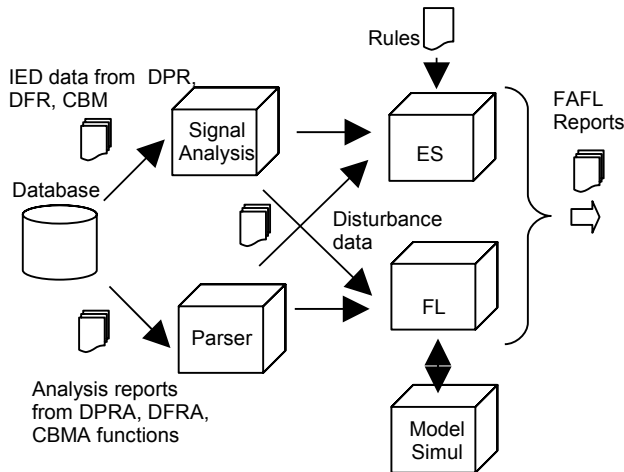 Rules
IED data from DPR,
DFR, CBM
FAFL
Reports
Signal
Analysis
ES
Database
Disturbance
data
Parser
FL
Analysis reports
from DPRA, DFRA,
CBMA functions
Model
Simul